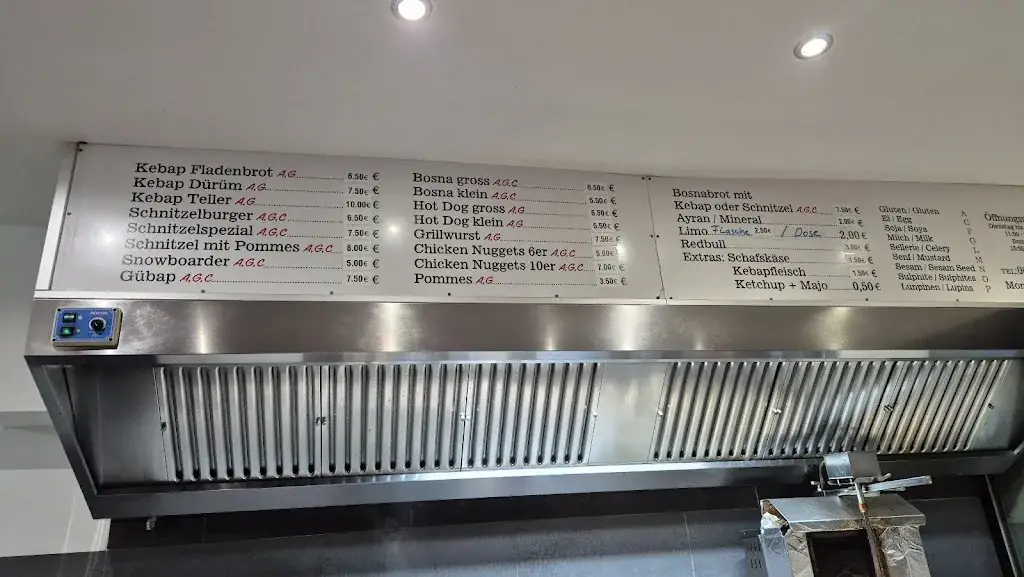 Kebap Fladenbrot A,G 6.50€ €
Kebap Dürüm A,G 7.50€ €
Kebap Teller A,G 10.00€ €
Schnitzelburger A,G,C 6.50€ €
Schnitzelspezial A,G,C 7.50€ €
Schnitzel mit Pommes A,G,C 8.00€ €
Snowboarder A,G,C 5.00€ €
Gübap A,G,C 7.50€ €
Bosna gross A,G,C 6.50€ €
Bosna klein A,G,C 5.50€ €
Hot Dog gross A,G 6.50€ €
Hot Dog klein A,G 5.50€ €
Grillwurst A,G 7.50€ €
Chicken Nuggets 6er A,G,C 5.00€ €
Chicken Nuggets 10er A,G,C 7.00€ €
Pommes A,G 3.50€ €
Bosnabrot mit
Kebap oder Schnitzel A,G,C 7.50€ €
Ayran / Mineral 2.00€ €
Limo Flasche 2.50€ / Dose 2,00 €
Redbull 3.00€ €
Extras: Schafskäse 1.50€ €
Kebapfleisch 1.50€ €
Ketchup + Majo 0,50 €
Gluten / Gluten A
Ei / Egg C
Soja / Soya F
Milch / Milk G
Sellerie / Celery L
Senf / Mustard M
Sesam / Sesam Seed N
Sulphite / Sulphites O
Lunpinen / Lupins P